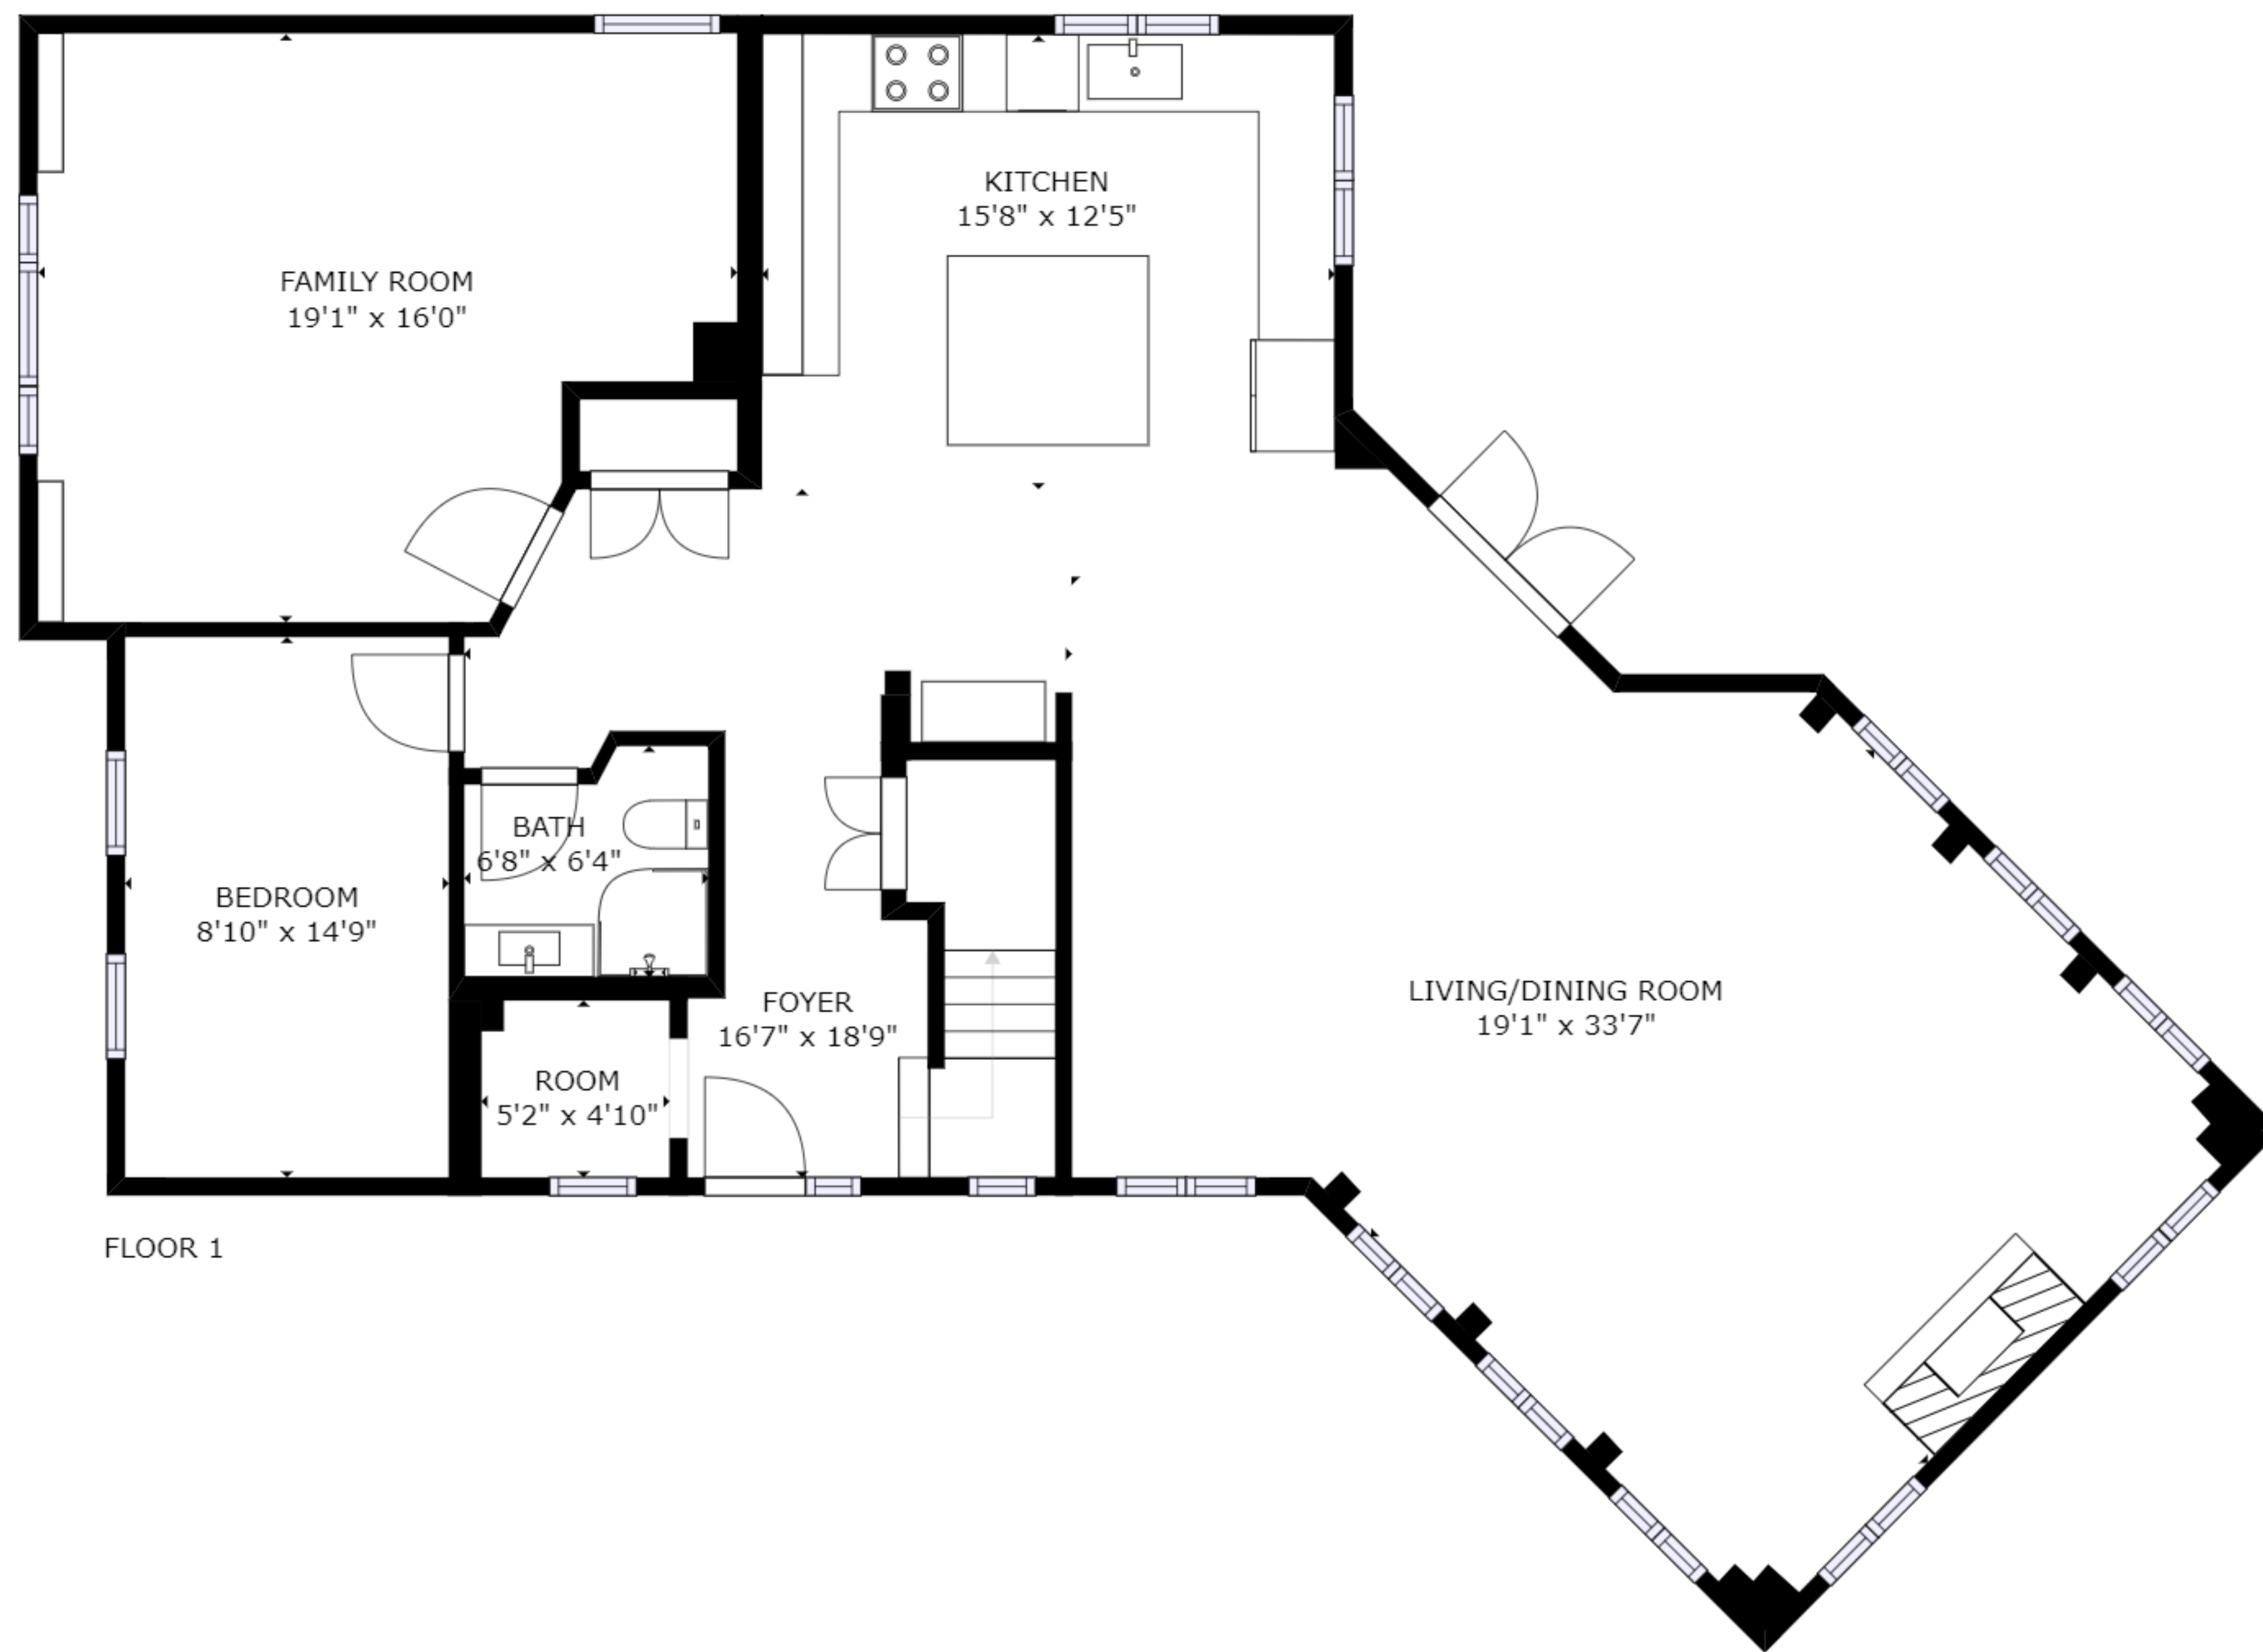 KITCHEN
15'8" x 12'5"
FAMILY ROOM
19'1" x 16'0"
BATH
6'8" x 6'4"
BEDROOM
8'10" x 14'9"
FOYER
16'7" x 18'9"
LIVING/DINING ROOM
19'1" x 33'7"
ROOM
5'2" x 4'10"
FLOOR 1